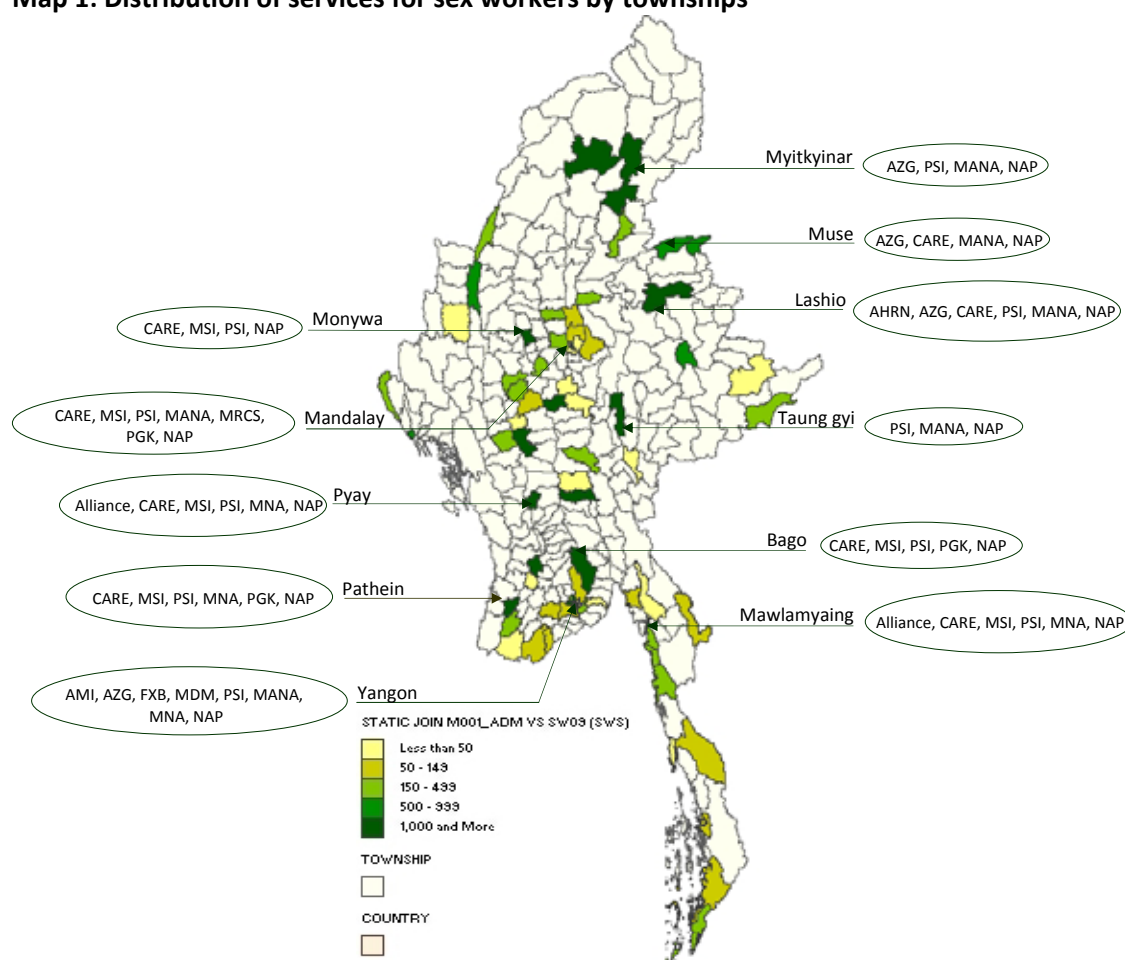 Map 1: Distribution of services for sex workers by townships
Myitkyinar
AZG, PSI, MANA, NAP
Muse
AZG, CARE, MANA, NAP
Lashio
AHRN, AZG, CARE, PSI, MANA, NAP
CARE, MSI, PSI, NAP
Monywa
CARE, MSI, PSI, MANA, MRCS,
PGK, NAP
Mandalay
Taung gyi
PSI, MANA, NAP
Alliance, CARE, MSI, PSI, MNA, NAP
Pyay
Bago
CARE, MSI, PSI, PGK, NAP
CARE, MSI, PSI, MNA, PGK, NAP
Pathein
Mawlamyaing
Alliance, CARE, MSI, PSI, MNA, NAP
AMI, AZG, FXB, MDM, PSI, MANA,
MNA, NAP
Yangon
STATIC JOIN M001_ADM VS SW09 (SWS)
Less than 50
50 - 149
150 - 499
500 - 999
1,000 and More
TOWNSHIP
COUNTRY